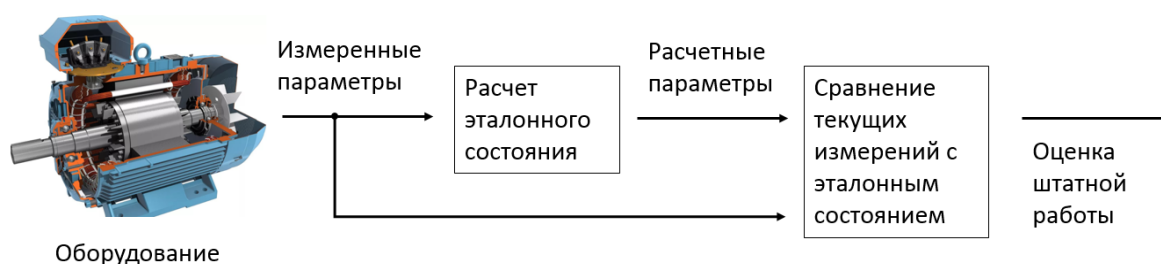 Измеренные
параметры
Расчет
эталонного
состояния
Расчетные
параметры
Сравнение
текущих
измерений с
эталонным
состоянием
Оценка
штатной
работы
Оборудование